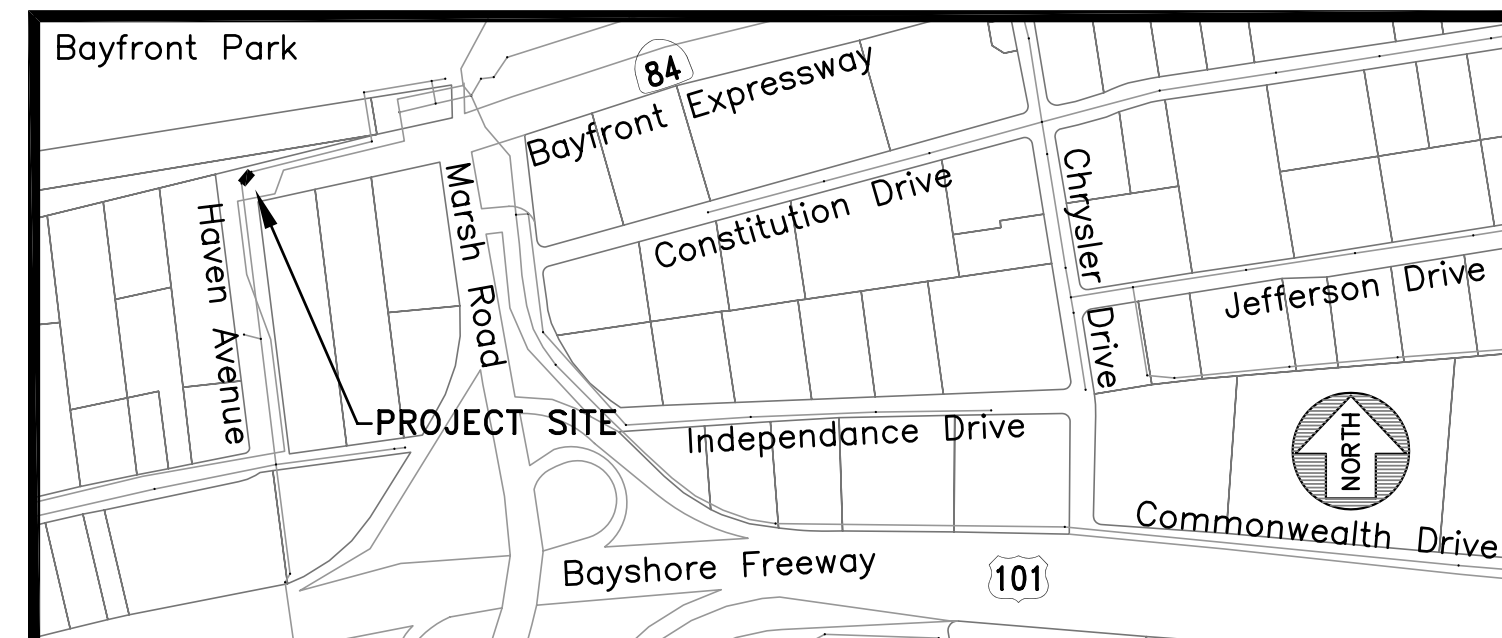 Bayfront Park
84
Bayfront Expressway
Marsh Road
Haven Avenue
Constitution Drive
Chrysler Drive
Jefferson Drive
PROJECT SITE
Independance Drive
NORTH
Commonwealth Drive
Bayshore Freeway
101